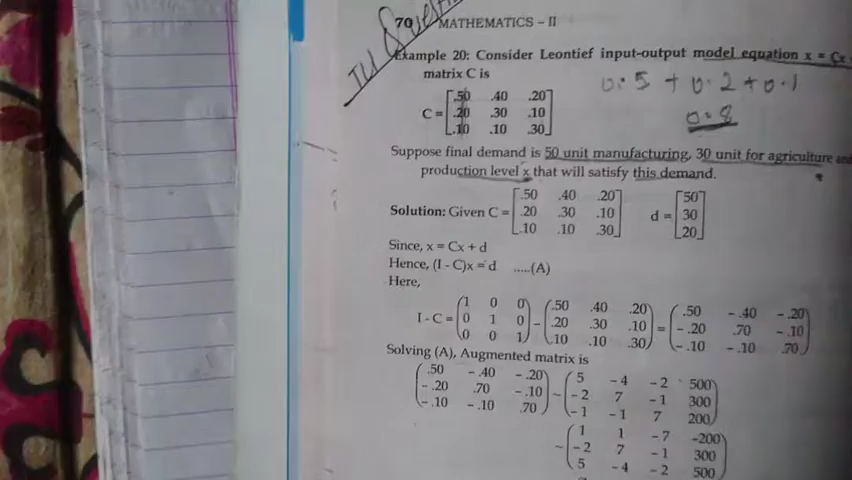 70 MATHEMATICS - II
TU Question
Example 20: Consider Leontief input-output model equation x = Cx
matrix C is
0.5 + 0.2 + 0.1
0.8
C = [.50 .40 .20
.20 .30 .10
.10 .10 .30]
Suppose final demand is 50 unit manufacturing, 30 unit for agriculture and
production level x that will satisfy this demand.
Solution: Given C = [.50 .40 .20 d = [50
.20 .30 .10 30
.10 .10 .30] 20]
Since, x = Cx + d
Hence, (I - C)x = d .....(A)
Here,
I - C = (1 0 0 - (.50 .40 .20 = (.50 - .40 - .20
0 1 0 .20 .30 .10 - .20 .70 - .10
0 0 1) .10 .10 .30) - .10 - .10 .70)
Solving (A), Augmented matrix is
(.50 - .40 - .20 ~ (5 - 4 - 2 500
- .20 .70 - .10 - 2 7 - 1 300
- .10 - .10 .70) - 1 - 1 7 200)
~ (1 1 - 7 -200
- 2 7 - 1 300
5 - 4 - 2 500